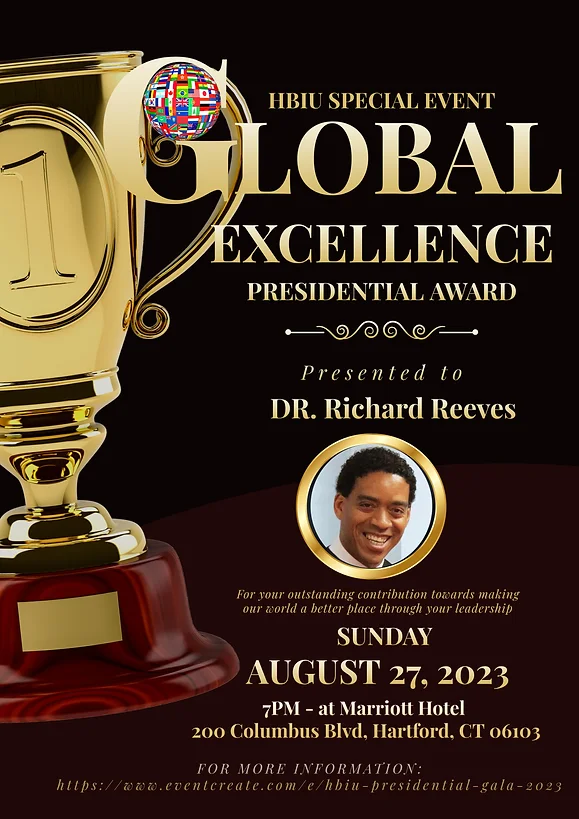 1
HBIU SPECIAL EVENT
GLOBAL
EXCELLENCE
PRESIDENTIAL AWARD
Presented to
DR. Richard Reeves
For your outstanding contribution towards making
our world a better place through your leadership
SUNDAY
AUGUST 27, 2023
7PM - at Marriott Hotel
200 Columbus Blvd, Hartford, CT 06103
FOR MORE INFORMATION:
https://www.eventcreate.com/e/hbiu-presidential-gala-2023